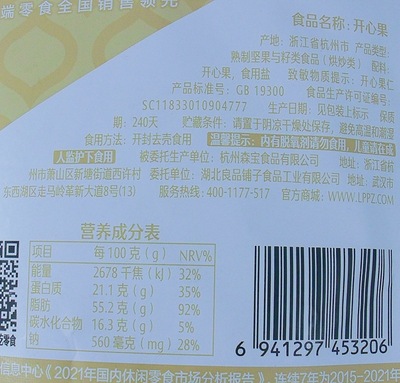 端零食全国销售领先
食品名称：开心果
产地：浙江省杭州市 产品类型：
熟制坚果与籽类食品（烘炒类） 配料：
开心果，食用盐 致敏物质提示：开心果仁
产品标准号：GB 19300 食品生产许可证编号：
SC11833010904777 生产日期：见包装上标示 保质
期：240天 贮藏条件：请置于阴凉干燥处保存，避免高温和潮湿
食用方法：开封去壳食用 温馨提示：内有脱氧剂请勿食用，儿童请在成
人监护下食用 被委托生产单位：杭州森宝食品有限公司 地址：浙江省杭
州市萧山区新塘街道西许村 委托单位：湖北良品铺子食品工业有限公司 地址：武汉市
东西湖区走马岭革新大道8号(13) 服务热线：400-1177-517 官方商城：WWW.LPPZ.COM
营养成分表
项目 每 100 克（g） NRV%
能量 2678 千焦（kJ） 32%
蛋白质 21.1 克（g） 35%
脂肪 55.2 克（g） 92%
碳水化合物 16.3 克（g） 5%
钠 560 毫克（mg） 28%
6 941297 453206
信息中心《2021年国内休闲零食市场分析报告》，连续7年为2015-2021年